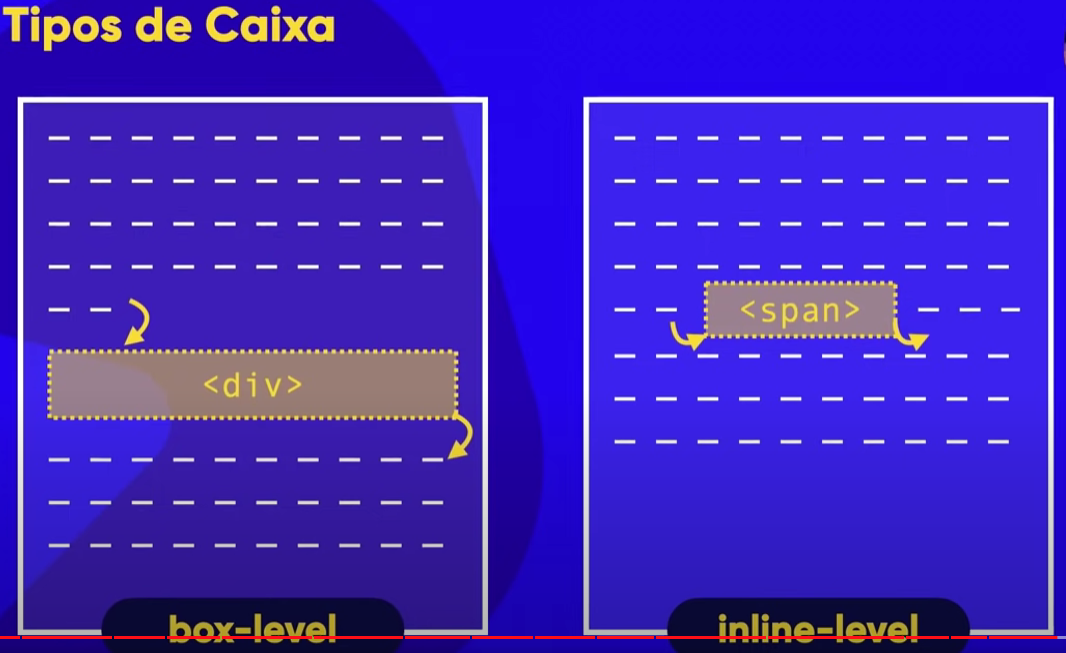 Tipos de Caixa
<div>
<span>
box-level
inline-level